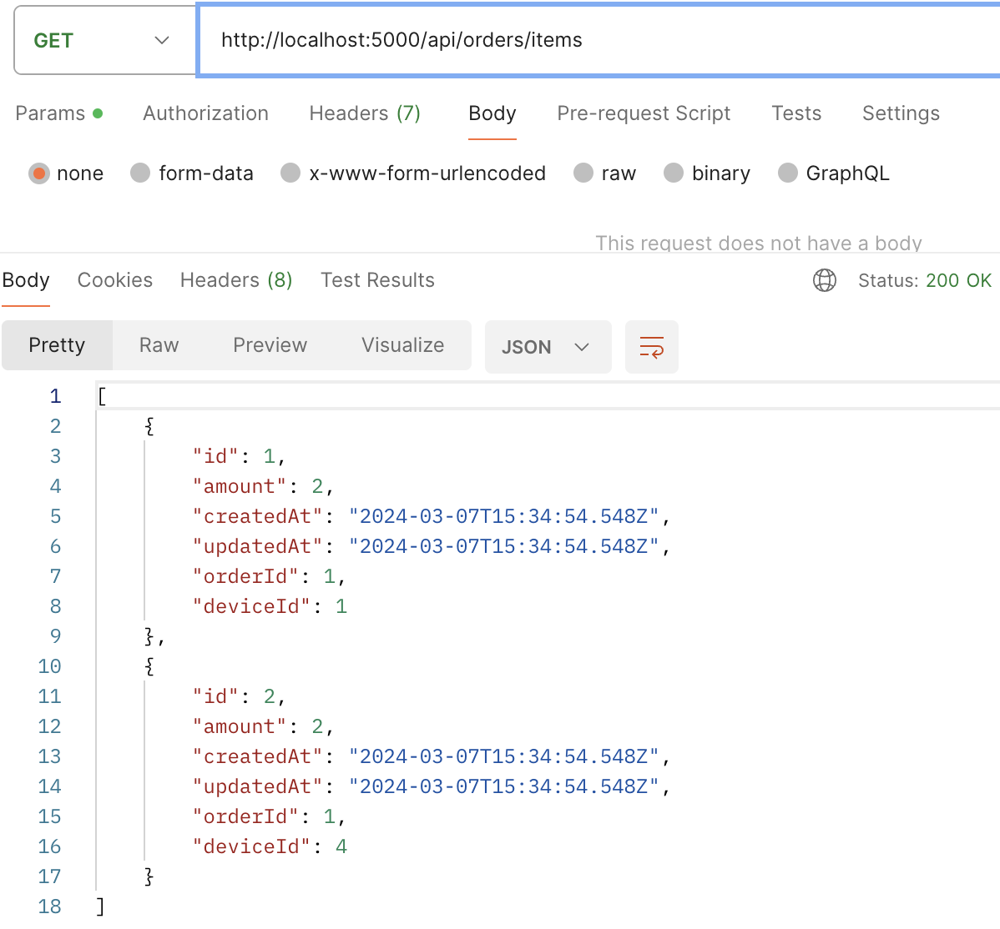 GET http://localhost:5000/api/orders/items
Params Authorization Headers (7) Body Pre-request Script Tests Settings
none form-data x-www-form-urlencoded raw binary GraphQL
This request does not have a body
Body Cookies Headers (8) Test Results Status: 200 OK
Pretty Raw Preview Visualize JSON
1 [
2 {
3 "id": 1,
4 "amount": 2,
5 "createdAt": "2024-03-07T15:34:54.548Z",
6 "updatedAt": "2024-03-07T15:34:54.548Z",
7 "orderId": 1,
8 "deviceId": 1
9 },
10 {
11 "id": 2,
12 "amount": 2,
13 "createdAt": "2024-03-07T15:34:54.548Z",
14 "updatedAt": "2024-03-07T15:34:54.548Z",
15 "orderId": 1,
16 "deviceId": 4
17 }
18 ]